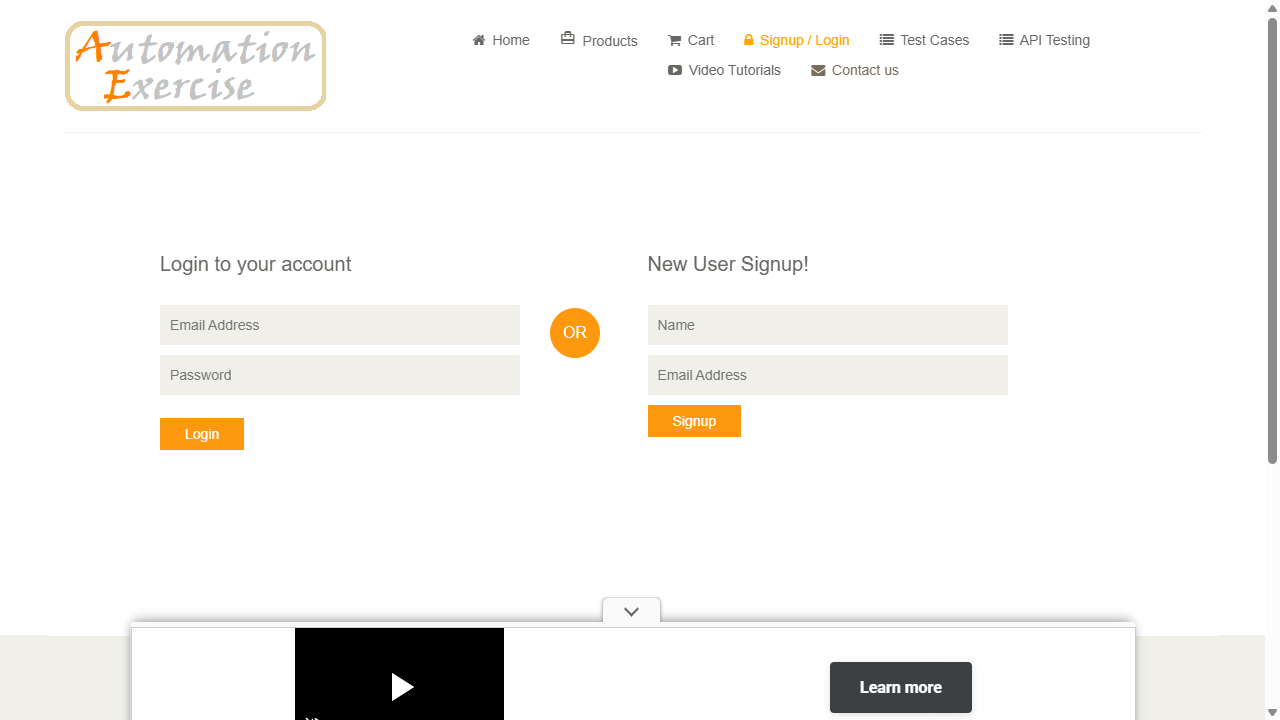 Automation
Exercise
Home
Products
Cart
Signup / Login
Test Cases
API Testing
Video Tutorials
Contact us
Login to your account
New User Signup!
Email Address
Name
OR
Password
Email Address
Login
Signup
Learn more